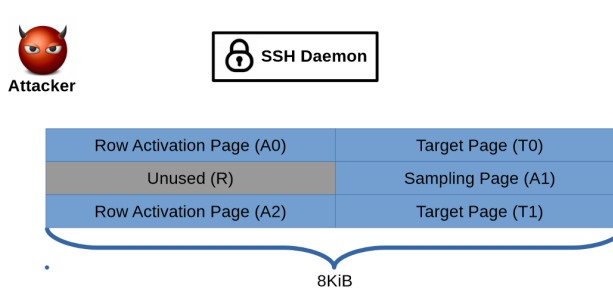 SSH Daemon
Attacker
Row Activation Page (A0) Target Page (T0)
Unused (R) Sampling Page (A1)
Row Activation Page (A2) Target Page (T1)
8KiB